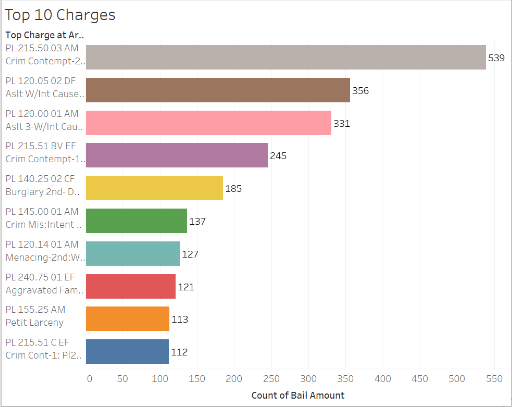 Top 10 Charges
Top Charge at Ar..
PL 215.50 03 AM
Crim Contempt-2..
539
PL 120.05 02 DF
Aslt W/Int Cause..
356
PL 120.00 01 AM
Aslt 3-W/Int Cau..
331
PL 215.51 BV EF
Crim Contempt-1..
245
PL 140.25 02 CF
Burglary 2nd- D..
185
PL 145.00 01 AM
Crim Mis:Intent ..
137
PL 120.14 01 AM
Menacing-2nd:W..
127
PL 240.75 01 EF
Aggravated Fam..
121
PL 155.25 AM
Petit Larceny
113
PL 215.51 C EF
Crim Cont-1: Pl2..
112
0 50 100 150 200 250 300 350 400 450 500 550
Count of Bail Amount